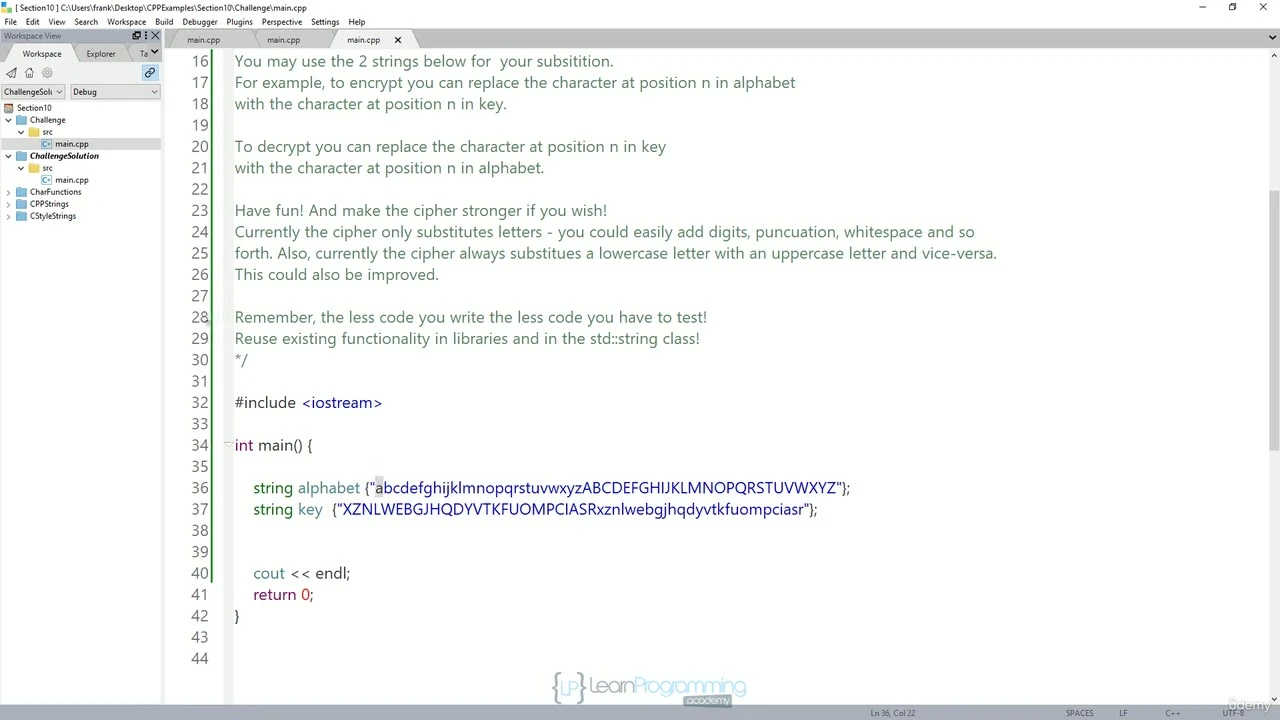 [ Section10 ] C:\Users\frank\Desktop\CPPExamples\Section10\Challenge\main.cpp
File Edit View Search Workspace Build Debugger Plugins Perspective Settings Help
Workspace View
main.cpp main.cpp main.cpp
Workspace Explorer Ta
ChallengeSolu Debug
Section10
Challenge
src
main.cpp
ChallengeSolution
src
main.cpp
CharFunctions
CPPStrings
CStyleStrings
16 You may use the 2 strings below for  your subsitition.
17 For example, to encrypt you can replace the character at position n in alphabet
18 with the character at position n in key.
19
20 To decrypt you can replace the character at position n in key
21 with the character at position n in alphabet.
22
23 Have fun! And make the cipher stronger if you wish!
24 Currently the cipher only substitutes letters - you could easily add digits, puncuation, whitespace and so
25 forth. Also, currently the cipher always substitues a lowercase letter with an uppercase letter and vice-versa.
26 This could also be improved.
27
28 Remember, the less code you write the less code you have to test!
29 Reuse existing functionality in libraries and in the std::string class!
30 */
31
32 #include <iostream>
33
34 int main() {
35
36 string alphabet {"abcdefghijklmnopqrstuvwxyzABCDEFGHIJKLMNOPQRSTUVWXYZ"};
37 string key  {"XZNLWEBGJHQDYVTKFUOMPCIASRxznlwebgjhqdyvtkfuompciasr"};
38
39
40 cout << endl;
41 return 0;
42 }
43
44
{LP} LearnProgramming
academy
Ln 36, Col 22 SPACES LF C++ UTF-8
ûdemy